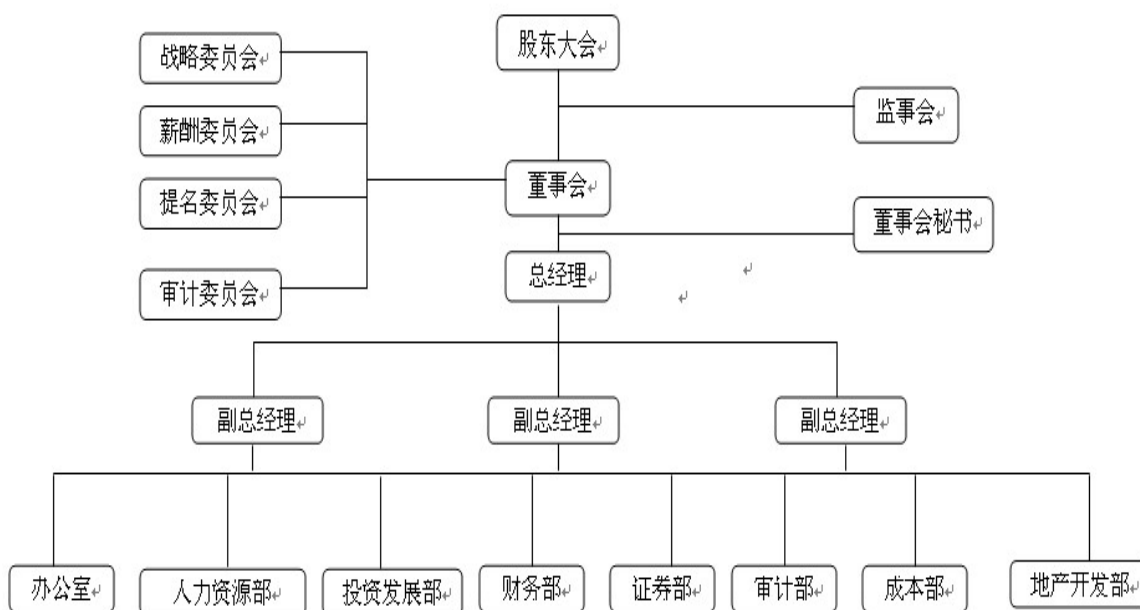 股东大会
战略委员会
监事会
薪酬委员会
董事会
提名委员会
董事会秘书
总经理
审计委员会
副总经理
副总经理
副总经理
办公室
人力资源部
投资发展部
财务部
证券部
审计部
成本部
地产开发部